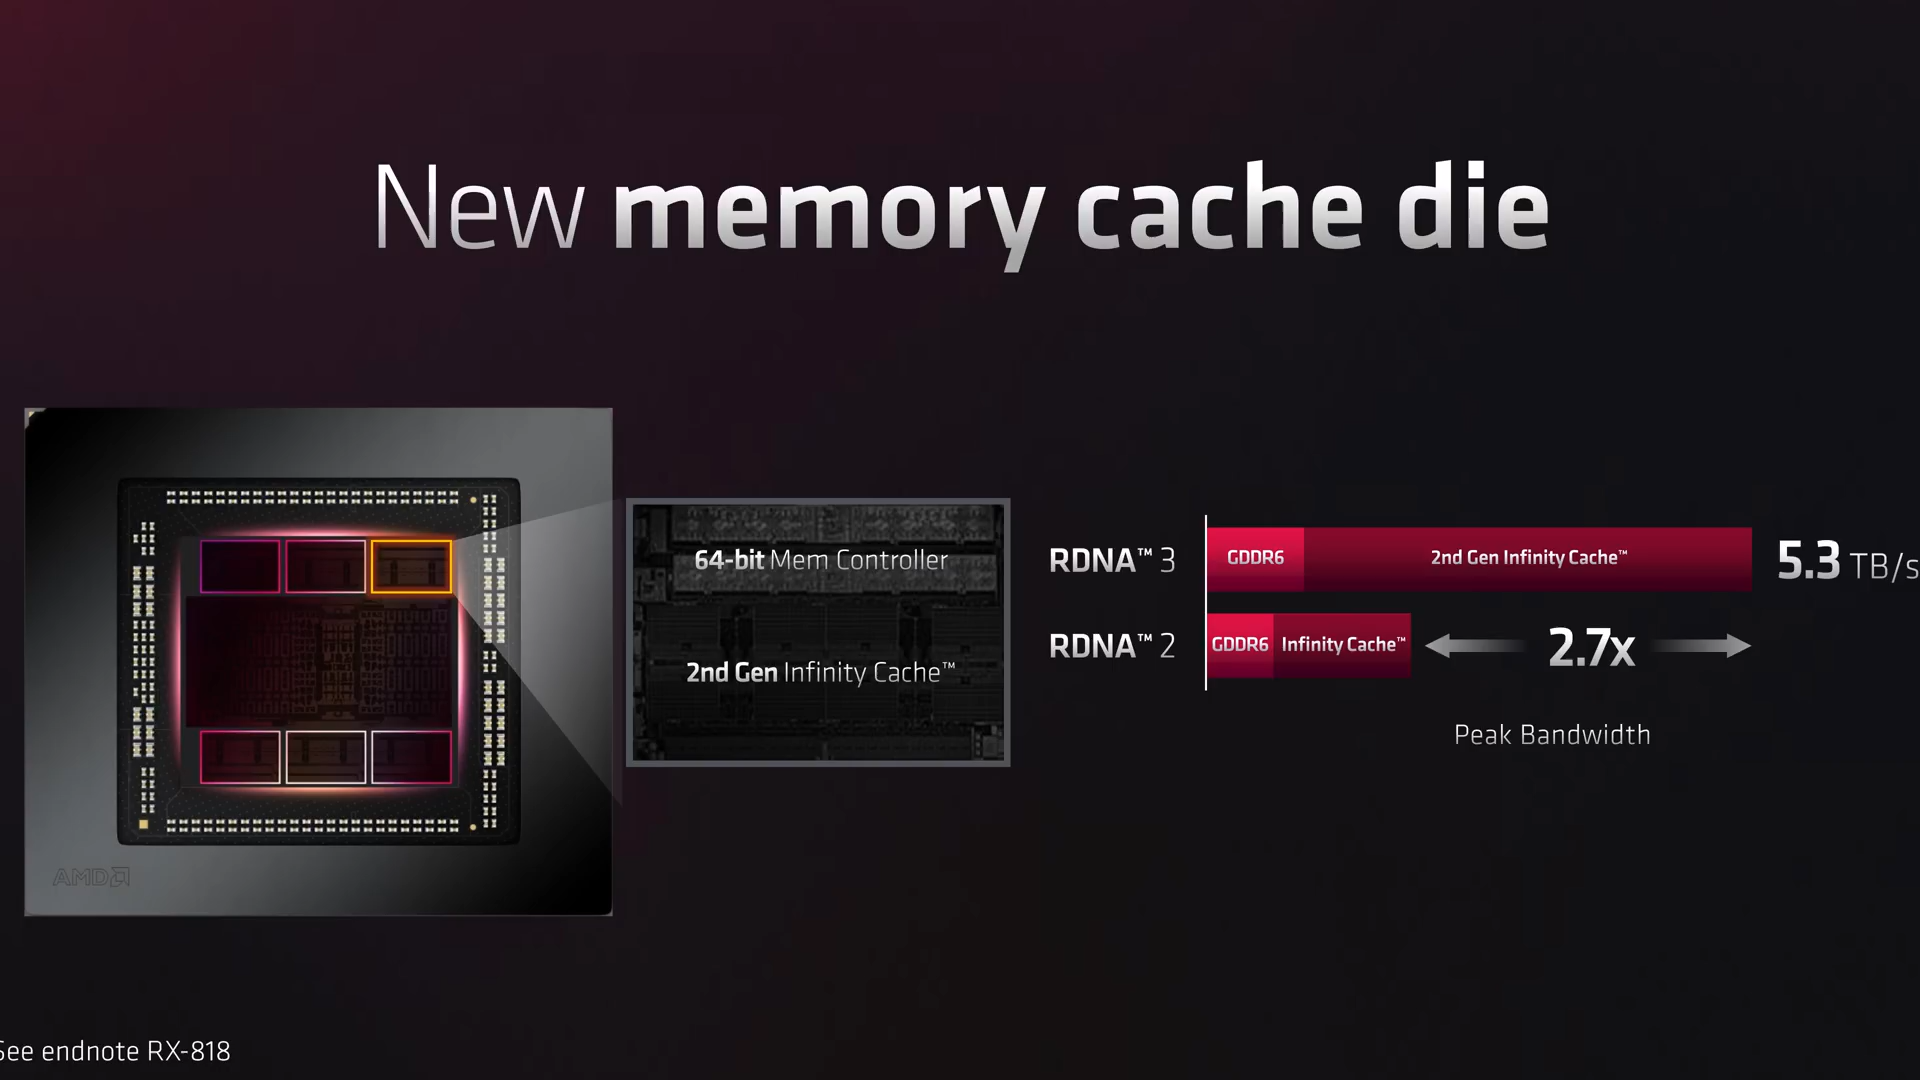 New memory cache die
64-bit Mem Controller
2nd Gen Infinity Cache™
RDNA™ 3
GDDR6
2nd Gen Infinity Cache™
5.3 TB/s
RDNA™ 2
GDDR6
Infinity Cache™
2.7x
Peak Bandwidth
AMD
See endnote RX-818